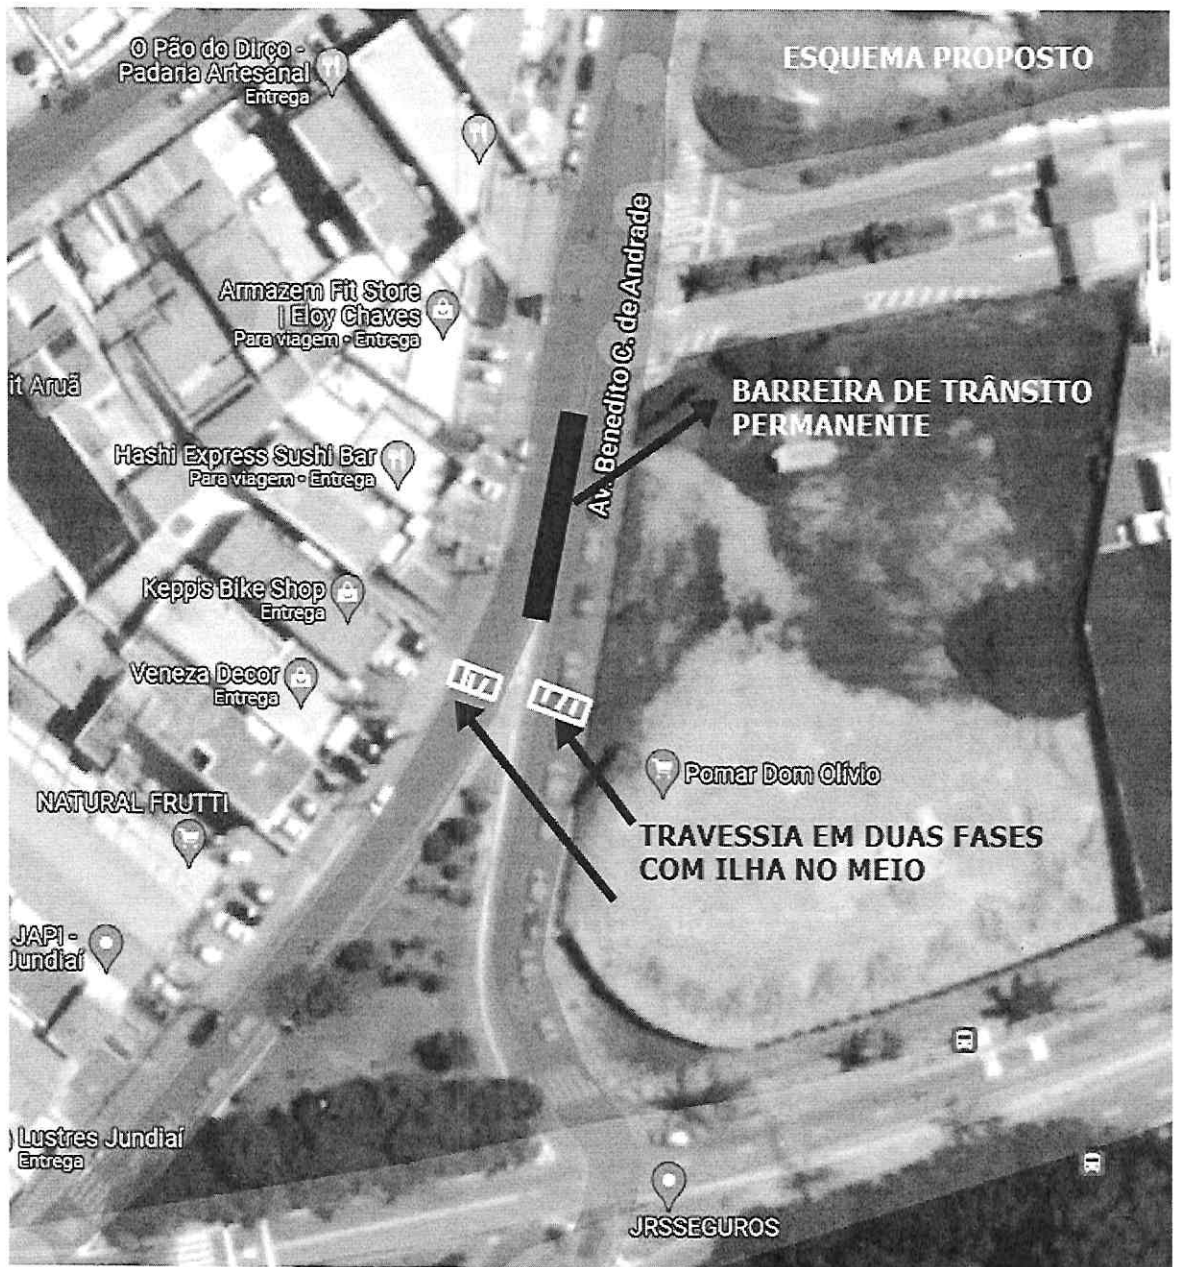 O Pão do Dirço -
Padaria Artesanal
Entrega
ESQUEMA PROPOSTO
Av. Benedito C. de Andrade
Armazem Fit Store
| Eloy Chaves
Para viagem - Entrega
it Aruã
BARREIRA DE TRÂNSITO
PERMANENTE
Hashi Express Sushi Bar
Para viagem - Entrega
Kepp's Bike Shop
Entrega
Veneza Decor
Entrega
Pomar Dom Olívio
NATURAL FRUTTI
TRAVESSIA EM DUAS FASES
COM ILHA NO MEIO
JAPI -
Jundiaí
Lustres Jundiaí
Entrega
JRSSEGUROS